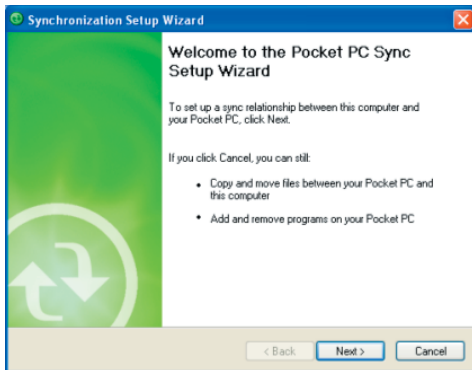 Synchronization Setup Wizard
Welcome to the Pocket PC Sync
Setup Wizard
To set up a sync relationship between this computer and
your Pocket PC, click Next.
If you click Cancel, you can still:
• Copy and move files between your Pocket PC and
this computer
• Add and remove programs on your Pocket PC
< Back
Next >
Cancel